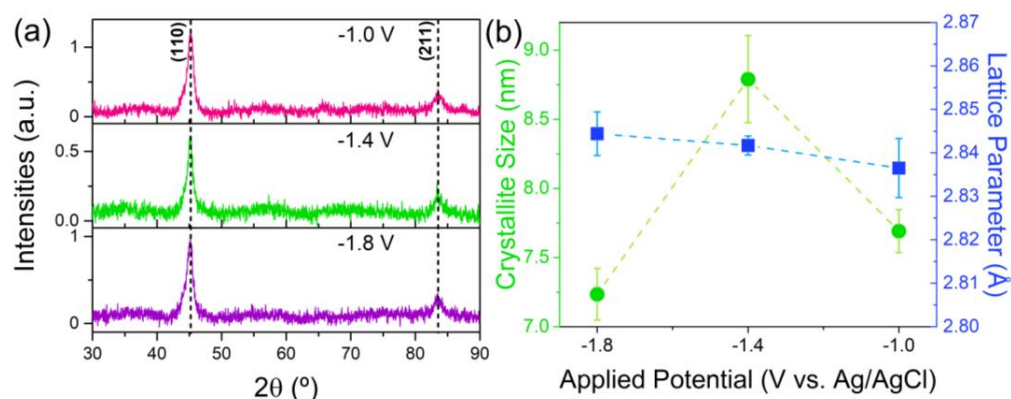 (a)
Intensities (a.u.)
1
0
0.5
0.0
1
0
(110)
(211)
-1.0 V
-1.4 V
-1.8 V
30 40 50 60 70 80 90
2θ (º)
(b)
Crystallite Size (nm)
9.0
8.5
8.0
7.5
7.0
2.87
2.86
2.85
2.84
2.83
2.82
2.81
2.80
Lattice Parameter (Å)
-1.8 -1.4 -1.0
Applied Potential (V vs. Ag/AgCl)